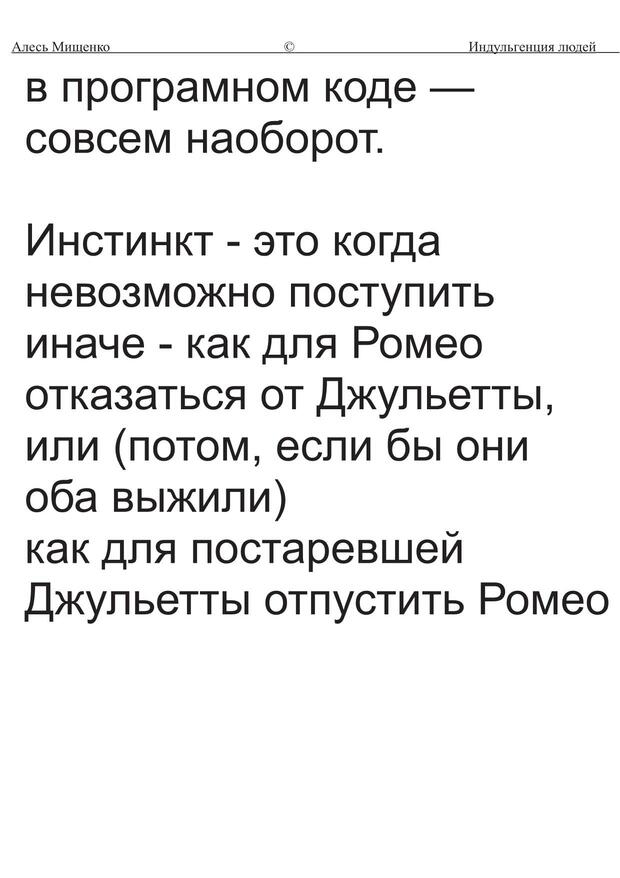 Алесь Мищенко © Индульгенция людей
в програмном коде —
совсем наоборот.
Инстинкт - это когда
невозможно поступить
иначе - как для Ромео
отказаться от Джульетты,
или (потом, если бы они
оба выжили)
как для постаревшей
Джульетты отпустить Ромео